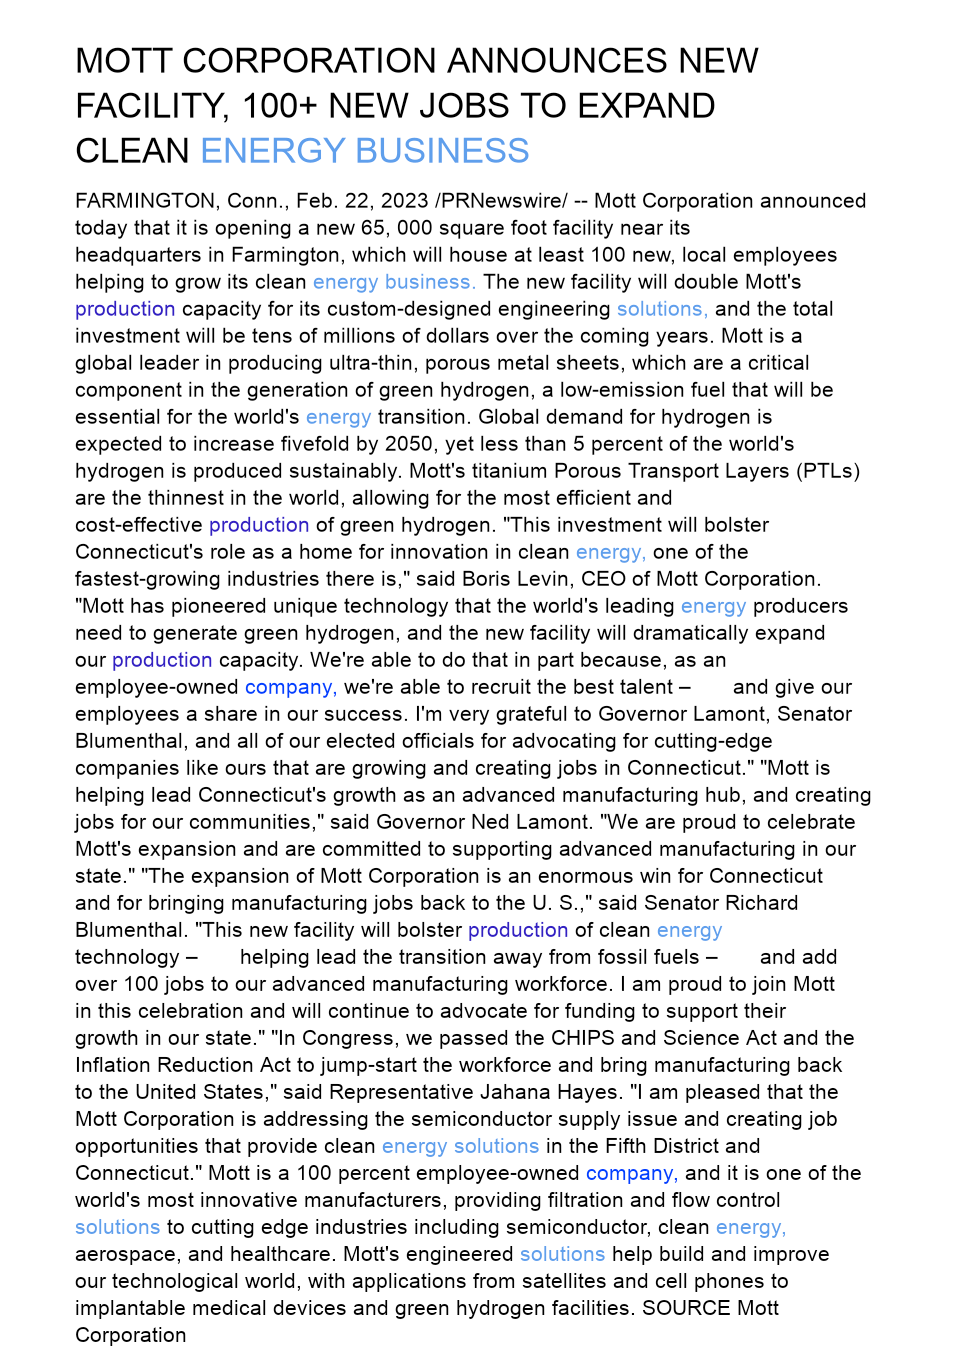 MOTT CORPORATION ANNOUNCES NEW
FACILITY, 100+ NEW JOBS TO EXPAND
CLEAN ENERGY BUSINESS
FARMINGTON, Conn., Feb. 22, 2023 /PRNewswire/ -- Mott Corporation announced
today that it is opening a new 65, 000 square foot facility near its
headquarters in Farmington, which will house at least 100 new, local employees
helping to grow its clean energy business. The new facility will double Mott's
production capacity for its custom-designed engineering solutions, and the total
investment will be tens of millions of dollars over the coming years. Mott is a
global leader in producing ultra-thin, porous metal sheets, which are a critical
component in the generation of green hydrogen, a low-emission fuel that will be
essential for the world's energy transition. Global demand for hydrogen is
expected to increase fivefold by 2050, yet less than 5 percent of the world's
hydrogen is produced sustainably. Mott's titanium Porous Transport Layers (PTLs)
are the thinnest in the world, allowing for the most efficient and
cost-effective production of green hydrogen. "This investment will bolster
Connecticut's role as a home for innovation in clean energy, one of the
fastest-growing industries there is," said Boris Levin, CEO of Mott Corporation.
"Mott has pioneered unique technology that the world's leading energy producers
need to generate green hydrogen, and the new facility will dramatically expand
our production capacity. We're able to do that in part because, as an
employee-owned company, we're able to recruit the best talent – and give our
employees a share in our success. I'm very grateful to Governor Lamont, Senator
Blumenthal, and all of our elected officials for advocating for cutting-edge
companies like ours that are growing and creating jobs in Connecticut." "Mott is
helping lead Connecticut's growth as an advanced manufacturing hub, and creating
jobs for our communities," said Governor Ned Lamont. "We are proud to celebrate
Mott's expansion and are committed to supporting advanced manufacturing in our
state." "The expansion of Mott Corporation is an enormous win for Connecticut
and for bringing manufacturing jobs back to the U. S.," said Senator Richard
Blumenthal. "This new facility will bolster production of clean energy
technology – helping lead the transition away from fossil fuels – and add
over 100 jobs to our advanced manufacturing workforce. I am proud to join Mott
in this celebration and will continue to advocate for funding to support their
growth in our state." "In Congress, we passed the CHIPS and Science Act and the
Inflation Reduction Act to jump-start the workforce and bring manufacturing back
to the United States," said Representative Jahana Hayes. "I am pleased that the
Mott Corporation is addressing the semiconductor supply issue and creating job
opportunities that provide clean energy solutions in the Fifth District and
Connecticut." Mott is a 100 percent employee-owned company, and it is one of the
world's most innovative manufacturers, providing filtration and flow control
solutions to cutting edge industries including semiconductor, clean energy,
aerospace, and healthcare. Mott's engineered solutions help build and improve
our technological world, with applications from satellites and cell phones to
implantable medical devices and green hydrogen facilities. SOURCE Mott
Corporation